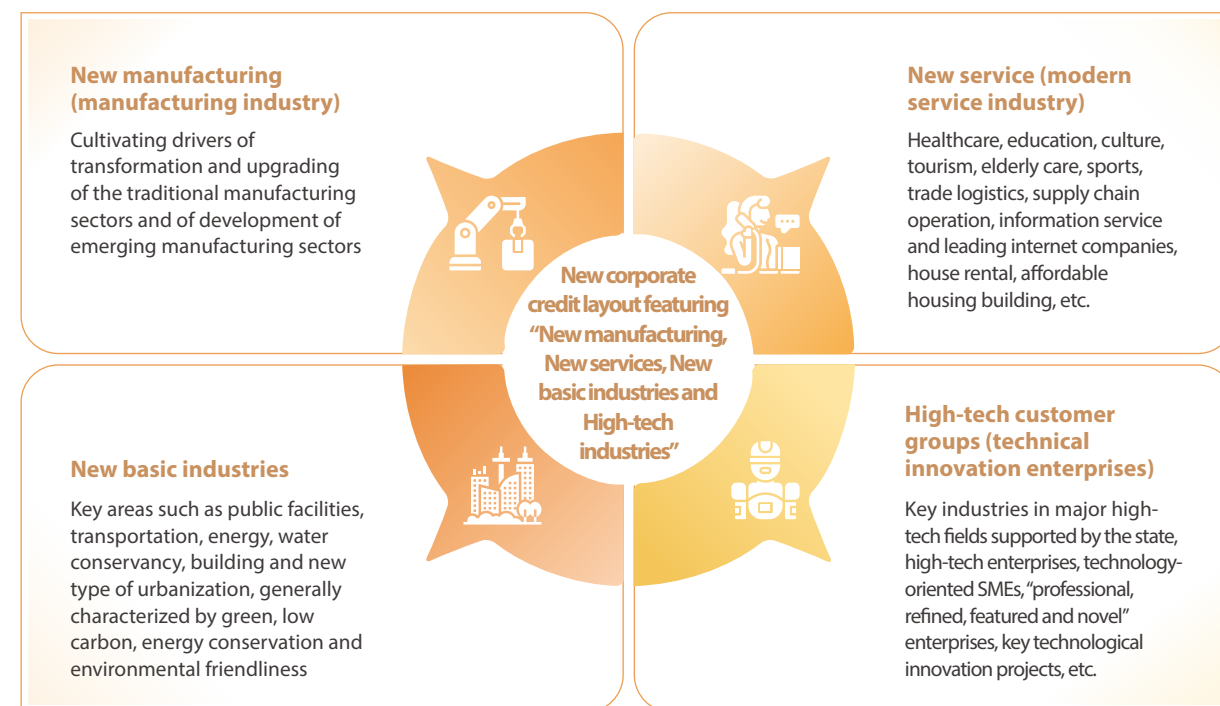 New manufacturing
(manufacturing industry)
Cultivating drivers of
transformation and upgrading
of the traditional manufacturing
sectors and of development of
emerging manufacturing sectors
New service (modern
service industry)
Healthcare, education, culture,
tourism, elderly care, sports,
trade logistics, supply chain
operation, information service
and leading internet companies,
house rental, affordable
housing building, etc.
New corporate
credit layout featuring
“New manufacturing,
New services, New
basic industries and
High-tech
industries”
New basic industries
Key areas such as public facilities,
transportation, energy, water
conservancy, building and new
type of urbanization, generally
characterized by green, low
carbon, energy conservation and
environmental friendliness
High-tech customer
groups (technical
innovation enterprises)
Key industries in major high-
tech fields supported by the state,
high-tech enterprises, technology-
oriented SMEs, “professional,
refined, featured and novel”
enterprises, key technological
innovation projects, etc.